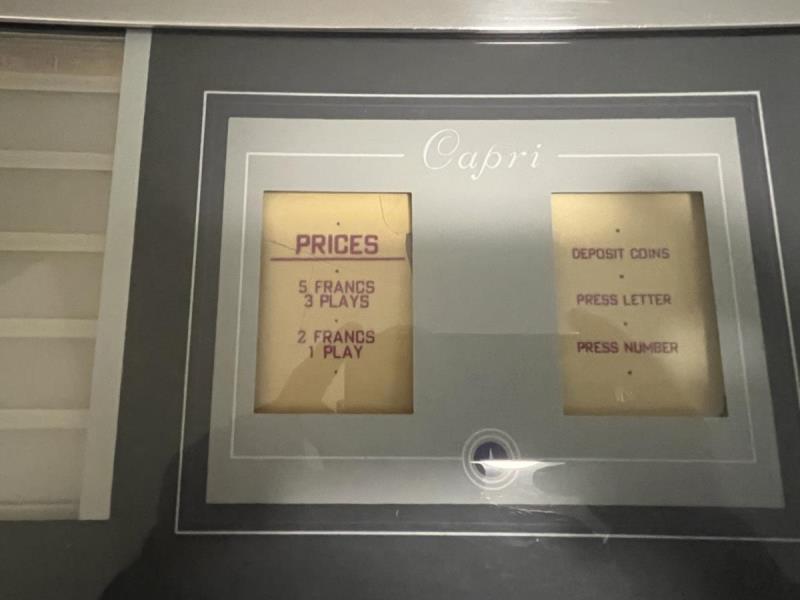 Capri
PRICES
5 FRANCS
3 PLAYS
2 FRANCS
1 PLAY
DEPOSIT COINS
PRESS LETTER
PRESS NUMBER